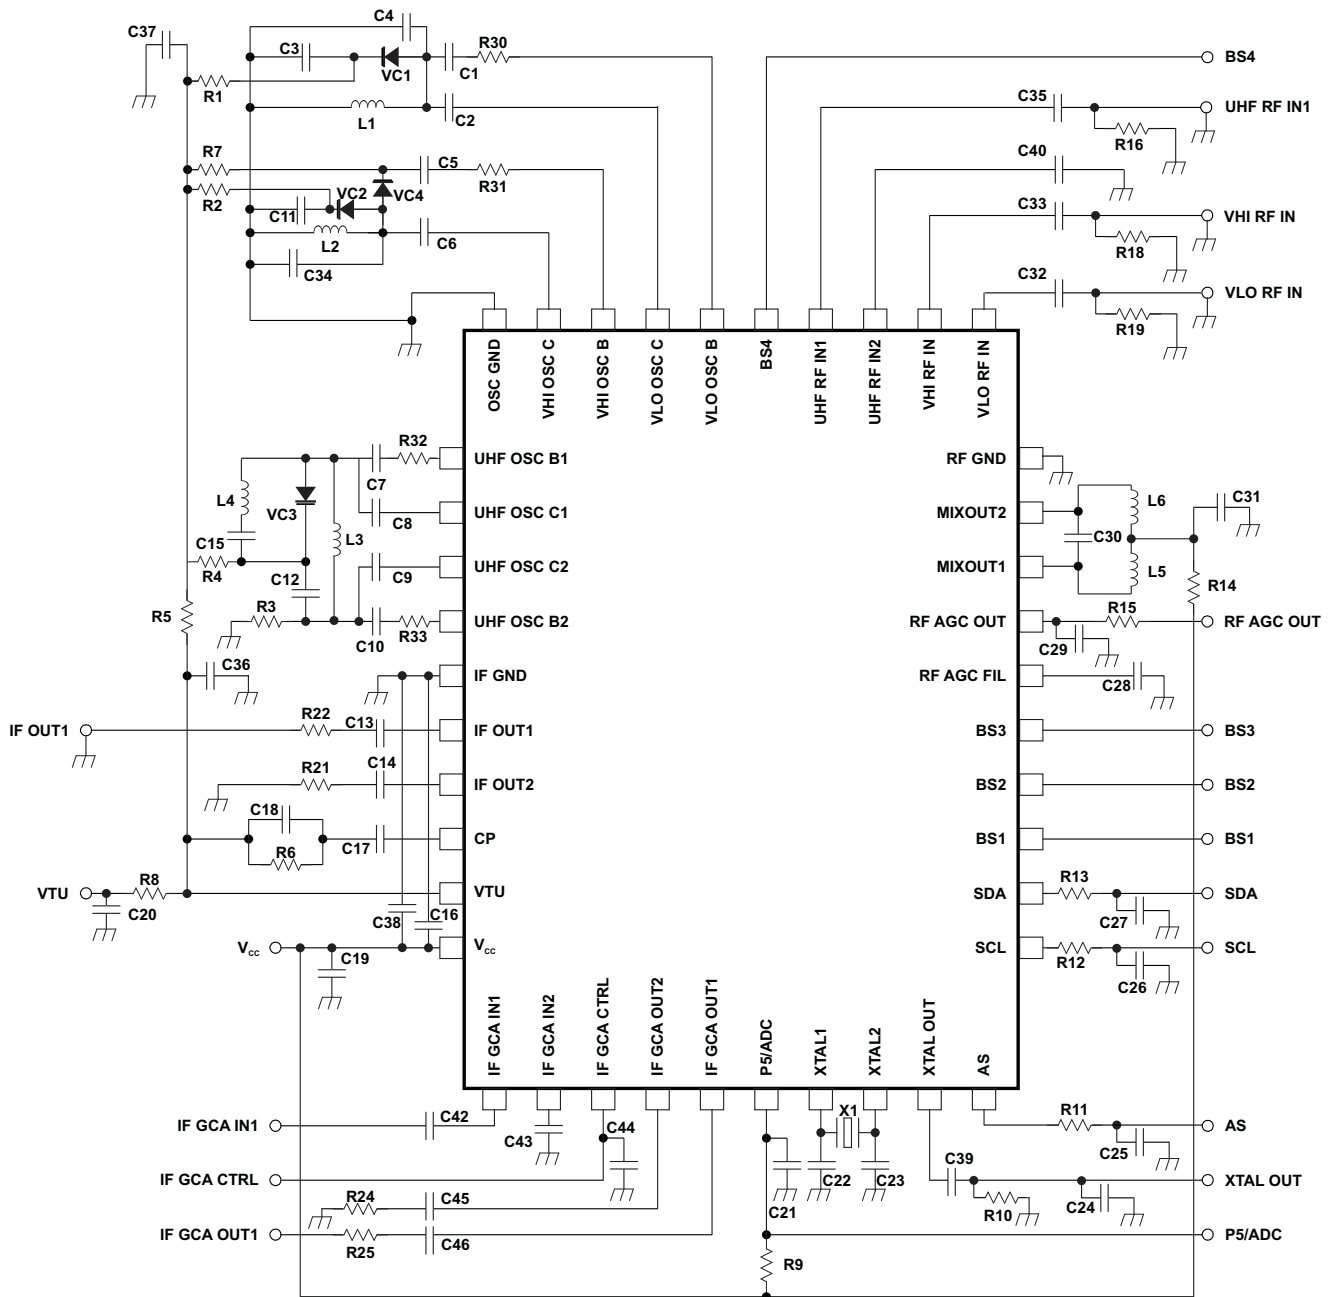 C4
C37
C3
VC1
C1
R30
BS4
R1
L1
C2
C35
UHF RF IN1
R16
R7
C5
R31
C40
VC2
VC4
R2
C11
C33
VHI RF IN
L2
C6
R18
C34
C32
VLO RF IN
R19
OSC GND
VHI OSC C
VHI OSC B
VLO OSC C
VLO OSC B
BS4
UHF RF IN1
UHF RF IN2
VHI RF IN
VLO RF IN
R32
UHF OSC B1
RF GND
C7
L4
VC3
C8
UHF OSC C1
MIXOUT2
L6
C31
C15
L3
C30
R4
C12
C9
UHF OSC C2
MIXOUT1
L5
R14
R5
R3
C10
R33
UHF OSC B2
RF AGC OUT
R15
RF AGC OUT
C29
C36
IF GND
RF AGC FIL
C28
IF OUT1
R22
C13
IF OUT1
BS3
BS3
R21
C14
IF OUT2
BS2
BS2
C18
R6
C17
CP
BS1
BS1
VTU
R8
VTU
SDA
R13
SDA
C20
C38
C16
C27
Vcc
C19
Vcc
SCL
R12
SCL
C26
IF GCA IN1
IF GCA IN2
IF GCA CTRL
IF GCA OUT2
IF GCA OUT1
P5/ADC
XTAL1
XTAL2
XTAL OUT
AS
IF GCA IN1
C42
C43
C44
X1
R11
AS
C25
IF GCA CTRL
C22
C23
C39
XTAL OUT
R24
C45
C21
R10
C24
IF GCA OUT1
R25
C46
P5/ADC
R9